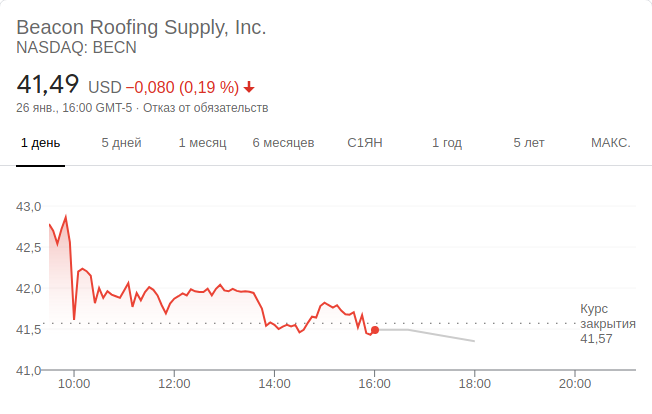 Beacon Roofing Supply, Inc.
NASDAQ: BECN
41,49 USD −0,080 (0,19 %)
26 янв., 16:00 GMT-5 · Отказ от обязательств
1 день 5 дней 1 месяц 6 месяцев С1ЯН 1 год 5 лет МАКС.
43,0
42,5
42,0
41,5
41,0
Курс
закрытия
41,57
10:00 12:00 14:00 16:00 18:00 20:00